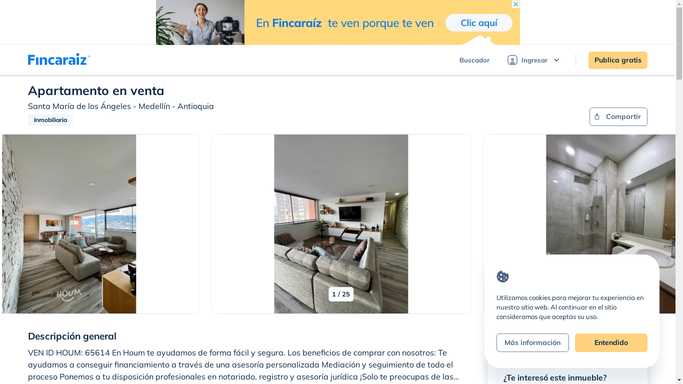 En Fincaraíz te ven porque te ven
Clic aquí
Fincaraiz
Buscador
Ingresar
Publica gratis
Apartamento en venta
Santa María de los Ángeles - Medellín - Antioquia
Inmobiliaria
Compartir
HOUM
1 / 25
Utilizamos cookies para mejorar tu experiencia en
nuestro sitio web. Al continuar en el sitio
consideramos que aceptas su uso.
Más información
Entendido
Descripción general
VEN ID HOUM: 65614 En Houm te ayudamos de forma fácil y segura. Los beneficios de comprar con nosotros: Te
ayudamos a conseguir financiamiento a través de una asesoría personalizada Mediación y seguimiento de todo el
proceso Ponemos a tu disposición profesionales en notariado, registro y asesoría jurídica ¡Solo te preocupas de las...
¿Te interesó este inmueble?